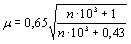 μ = 0,65 √((n·10³ + 1)/(n·10³ + 0,43))